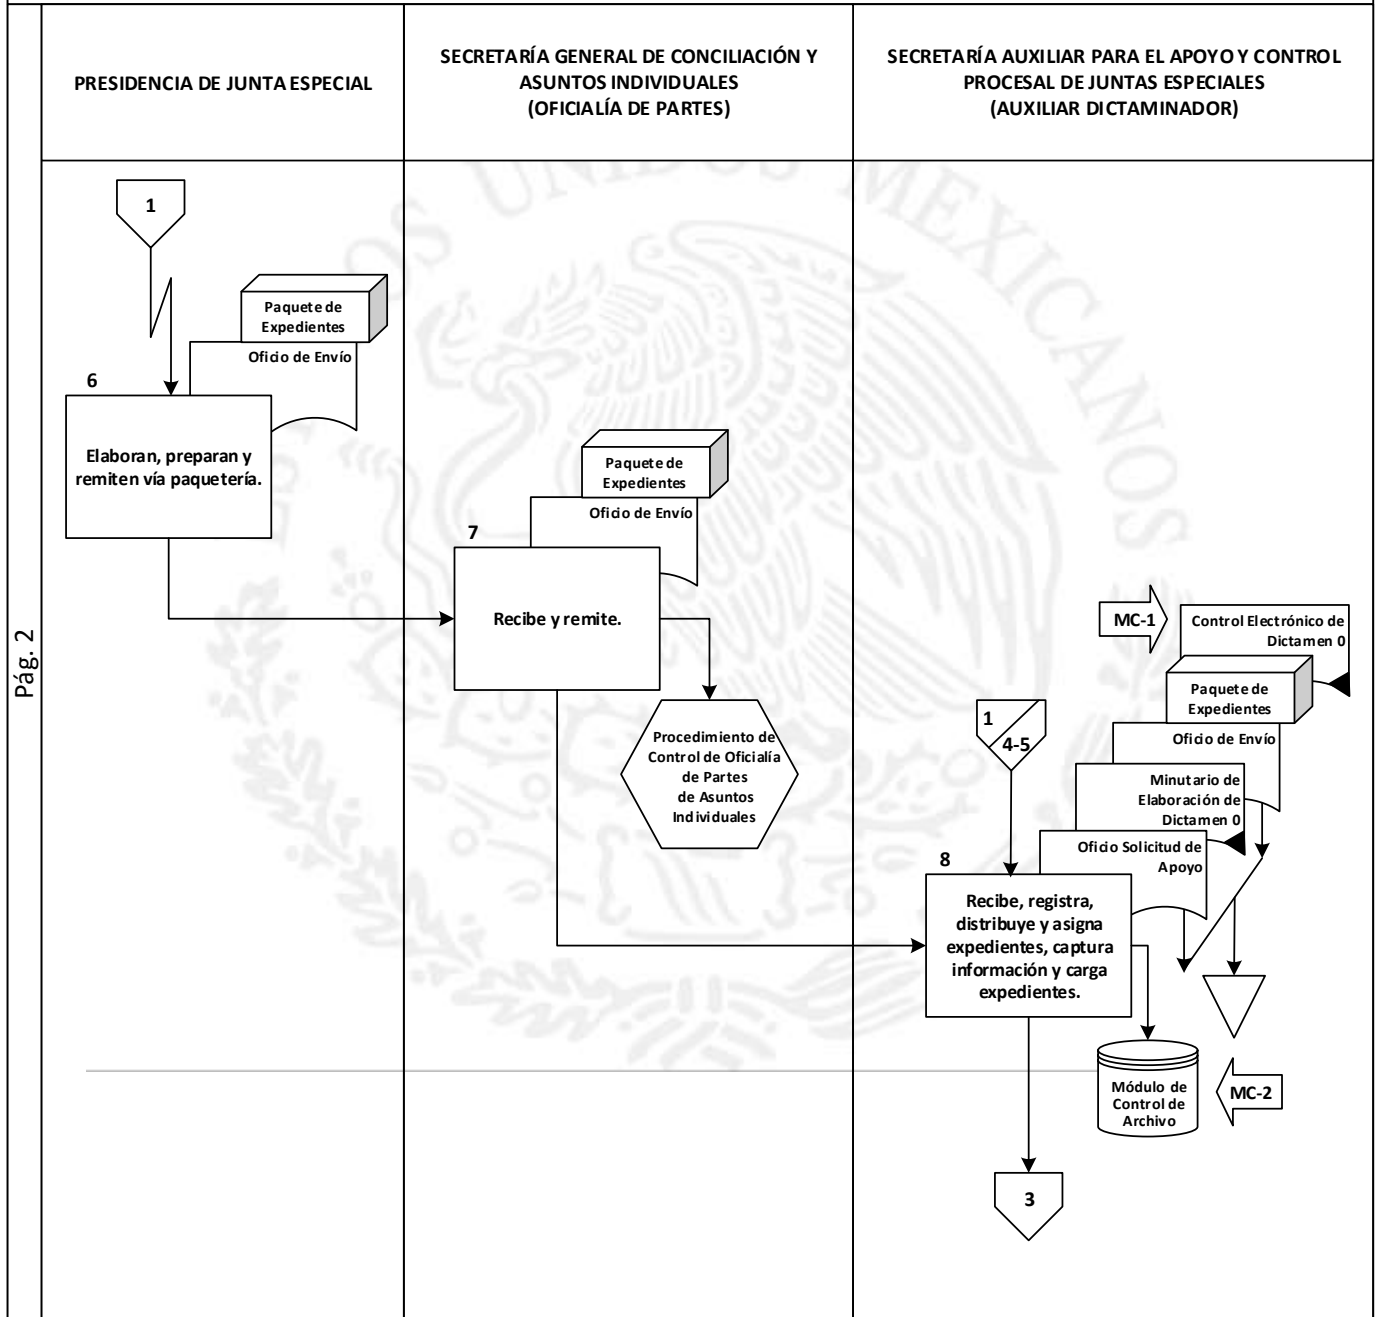 PRESIDENCIA DE JUNTA ESPECIAL
SECRETARÍA GENERAL DE CONCILIACIÓN Y
ASUNTOS INDIVIDUALES
(OFICIALÍA DE PARTES)
SECRETARÍA AUXILIAR PARA EL APOYO Y CONTROL
PROCESAL DE JUNTAS ESPECIALES
(AUXILIAR DICTAMINADOR)
Pág. 2
UNIDOS MEXICANOS
1
Paquete de
Expedientes
Oficio de Envío
6
Elaboran, preparan y
remiten vía paquetería.
Paquete de
Expedientes
Oficio de Envío
7
Recibe y remite.
Procedimiento de
Control de Oficialía
de Partes
de Asuntos
Individuales
MC-1
Control Electrónico de
Dictamen 0
Paquete de
Expedientes
Oficio de Envío
Minutario de
Elaboración de
Dictamen 0
Oficio Solicitud de
Apoyo
1
4-5
8
Recibe, registra,
distribuye y asigna
expedientes, captura
información y carga
expedientes.
Módulo de
Control de
Archivo
MC-2
3